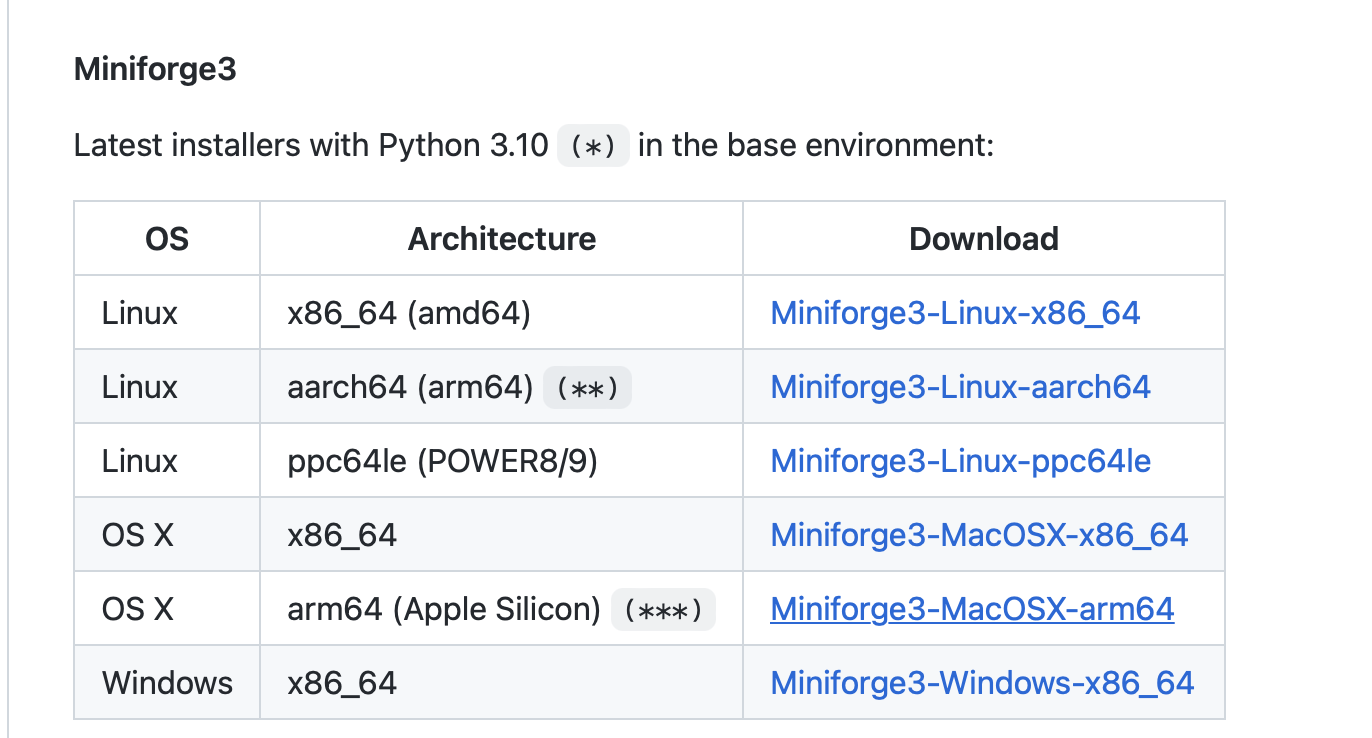 Miniforge3
Latest installers with Python 3.10 (*) in the base environment:
OS Architecture Download
Linux x86_64 (amd64) Miniforge3-Linux-x86_64
Linux aarch64 (arm64) (**) Miniforge3-Linux-aarch64
Linux ppc64le (POWER8/9) Miniforge3-Linux-ppc64le
OS X x86_64 Miniforge3-MacOSX-x86_64
OS X arm64 (Apple Silicon) (***) Miniforge3-MacOSX-arm64
Windows x86_64 Miniforge3-Windows-x86_64